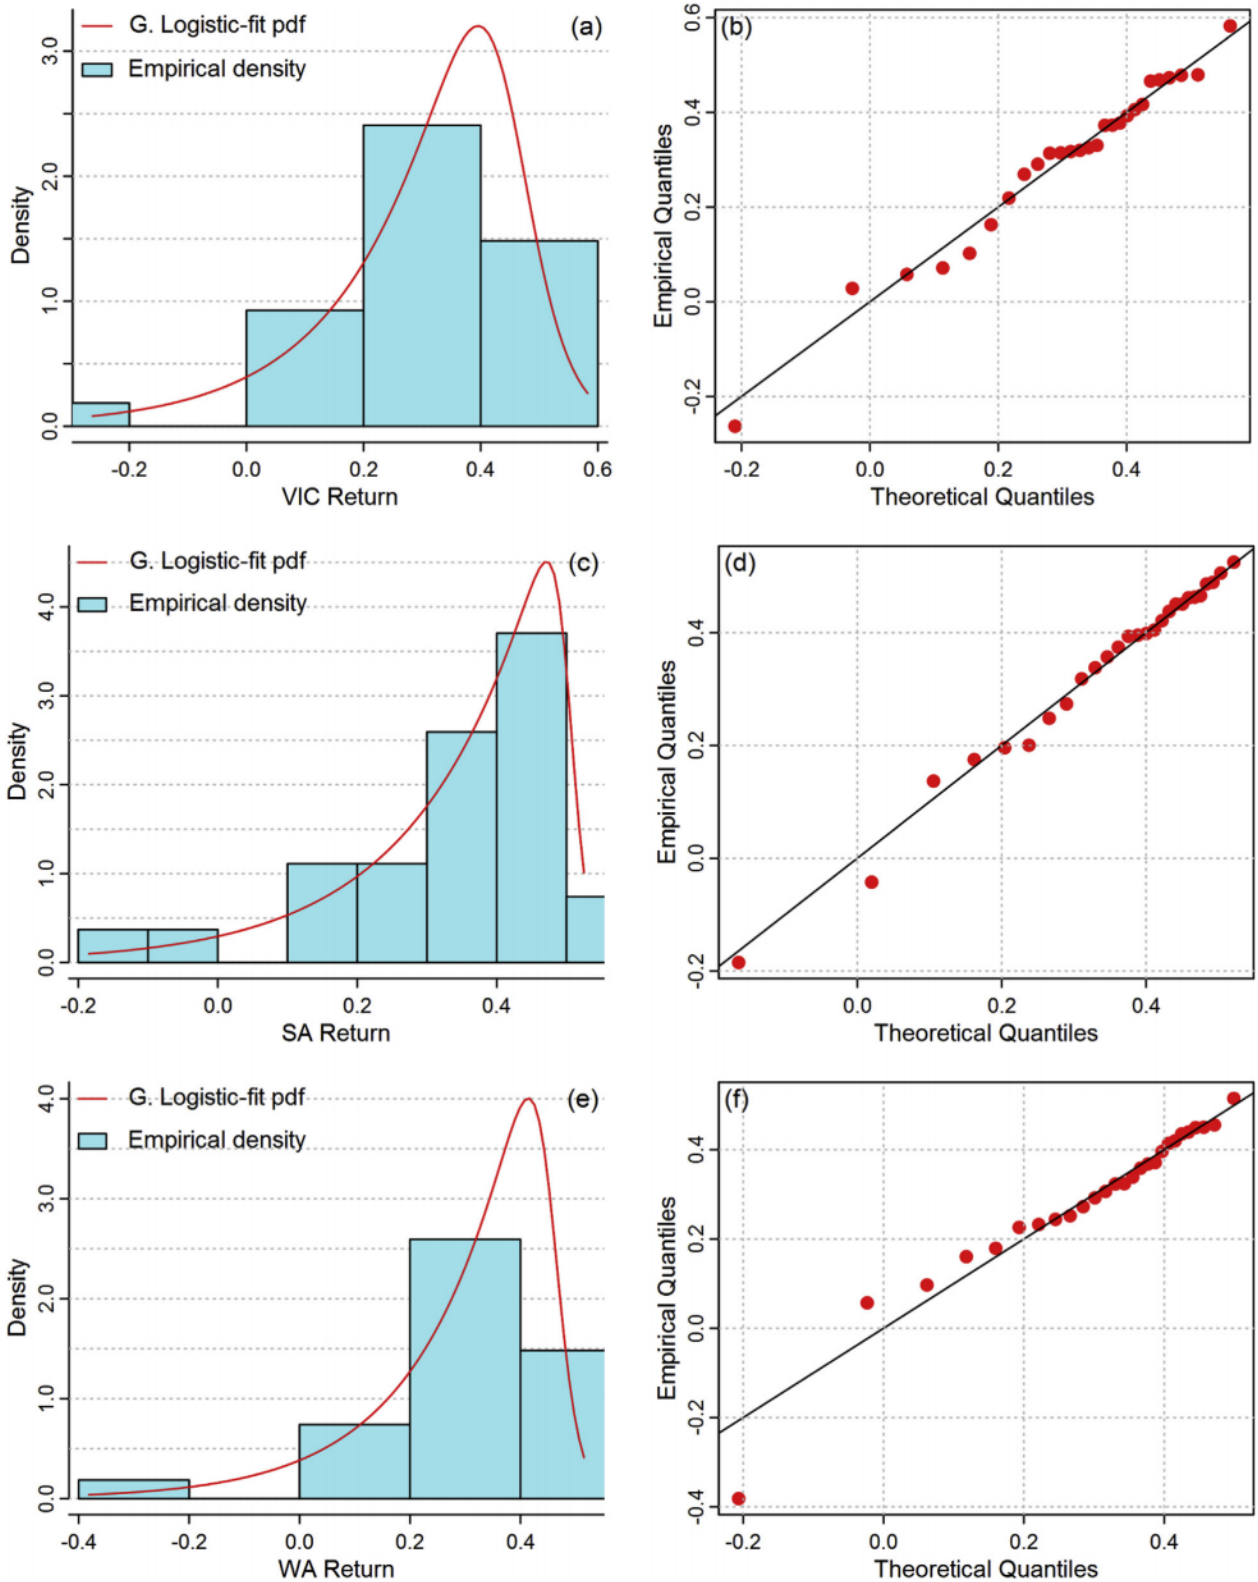 G. Logistic-fit pdf
Empirical density
(a)
Density
0.0 1.0 2.0 3.0
-0.2 0.0 0.2 0.4 0.6
VIC Return
(b)
Empirical Quantiles
-0.2 0.0 0.2 0.4 0.6
-0.2 0.0 0.2 0.4
Theoretical Quantiles
G. Logistic-fit pdf
Empirical density
(c)
Density
0.0 1.0 2.0 3.0 4.0
-0.2 0.0 0.2 0.4
SA Return
(d)
Empirical Quantiles
-0.2 0.0 0.2 0.4
0.0 0.2 0.4
Theoretical Quantiles
G. Logistic-fit pdf
Empirical density
(e)
Density
0.0 1.0 2.0 3.0 4.0
-0.4 -0.2 0.0 0.2 0.4
WA Return
(f)
Empirical Quantiles
-0.4 -0.2 0.0 0.2 0.4
-0.2 0.0 0.2 0.4
Theoretical Quantiles